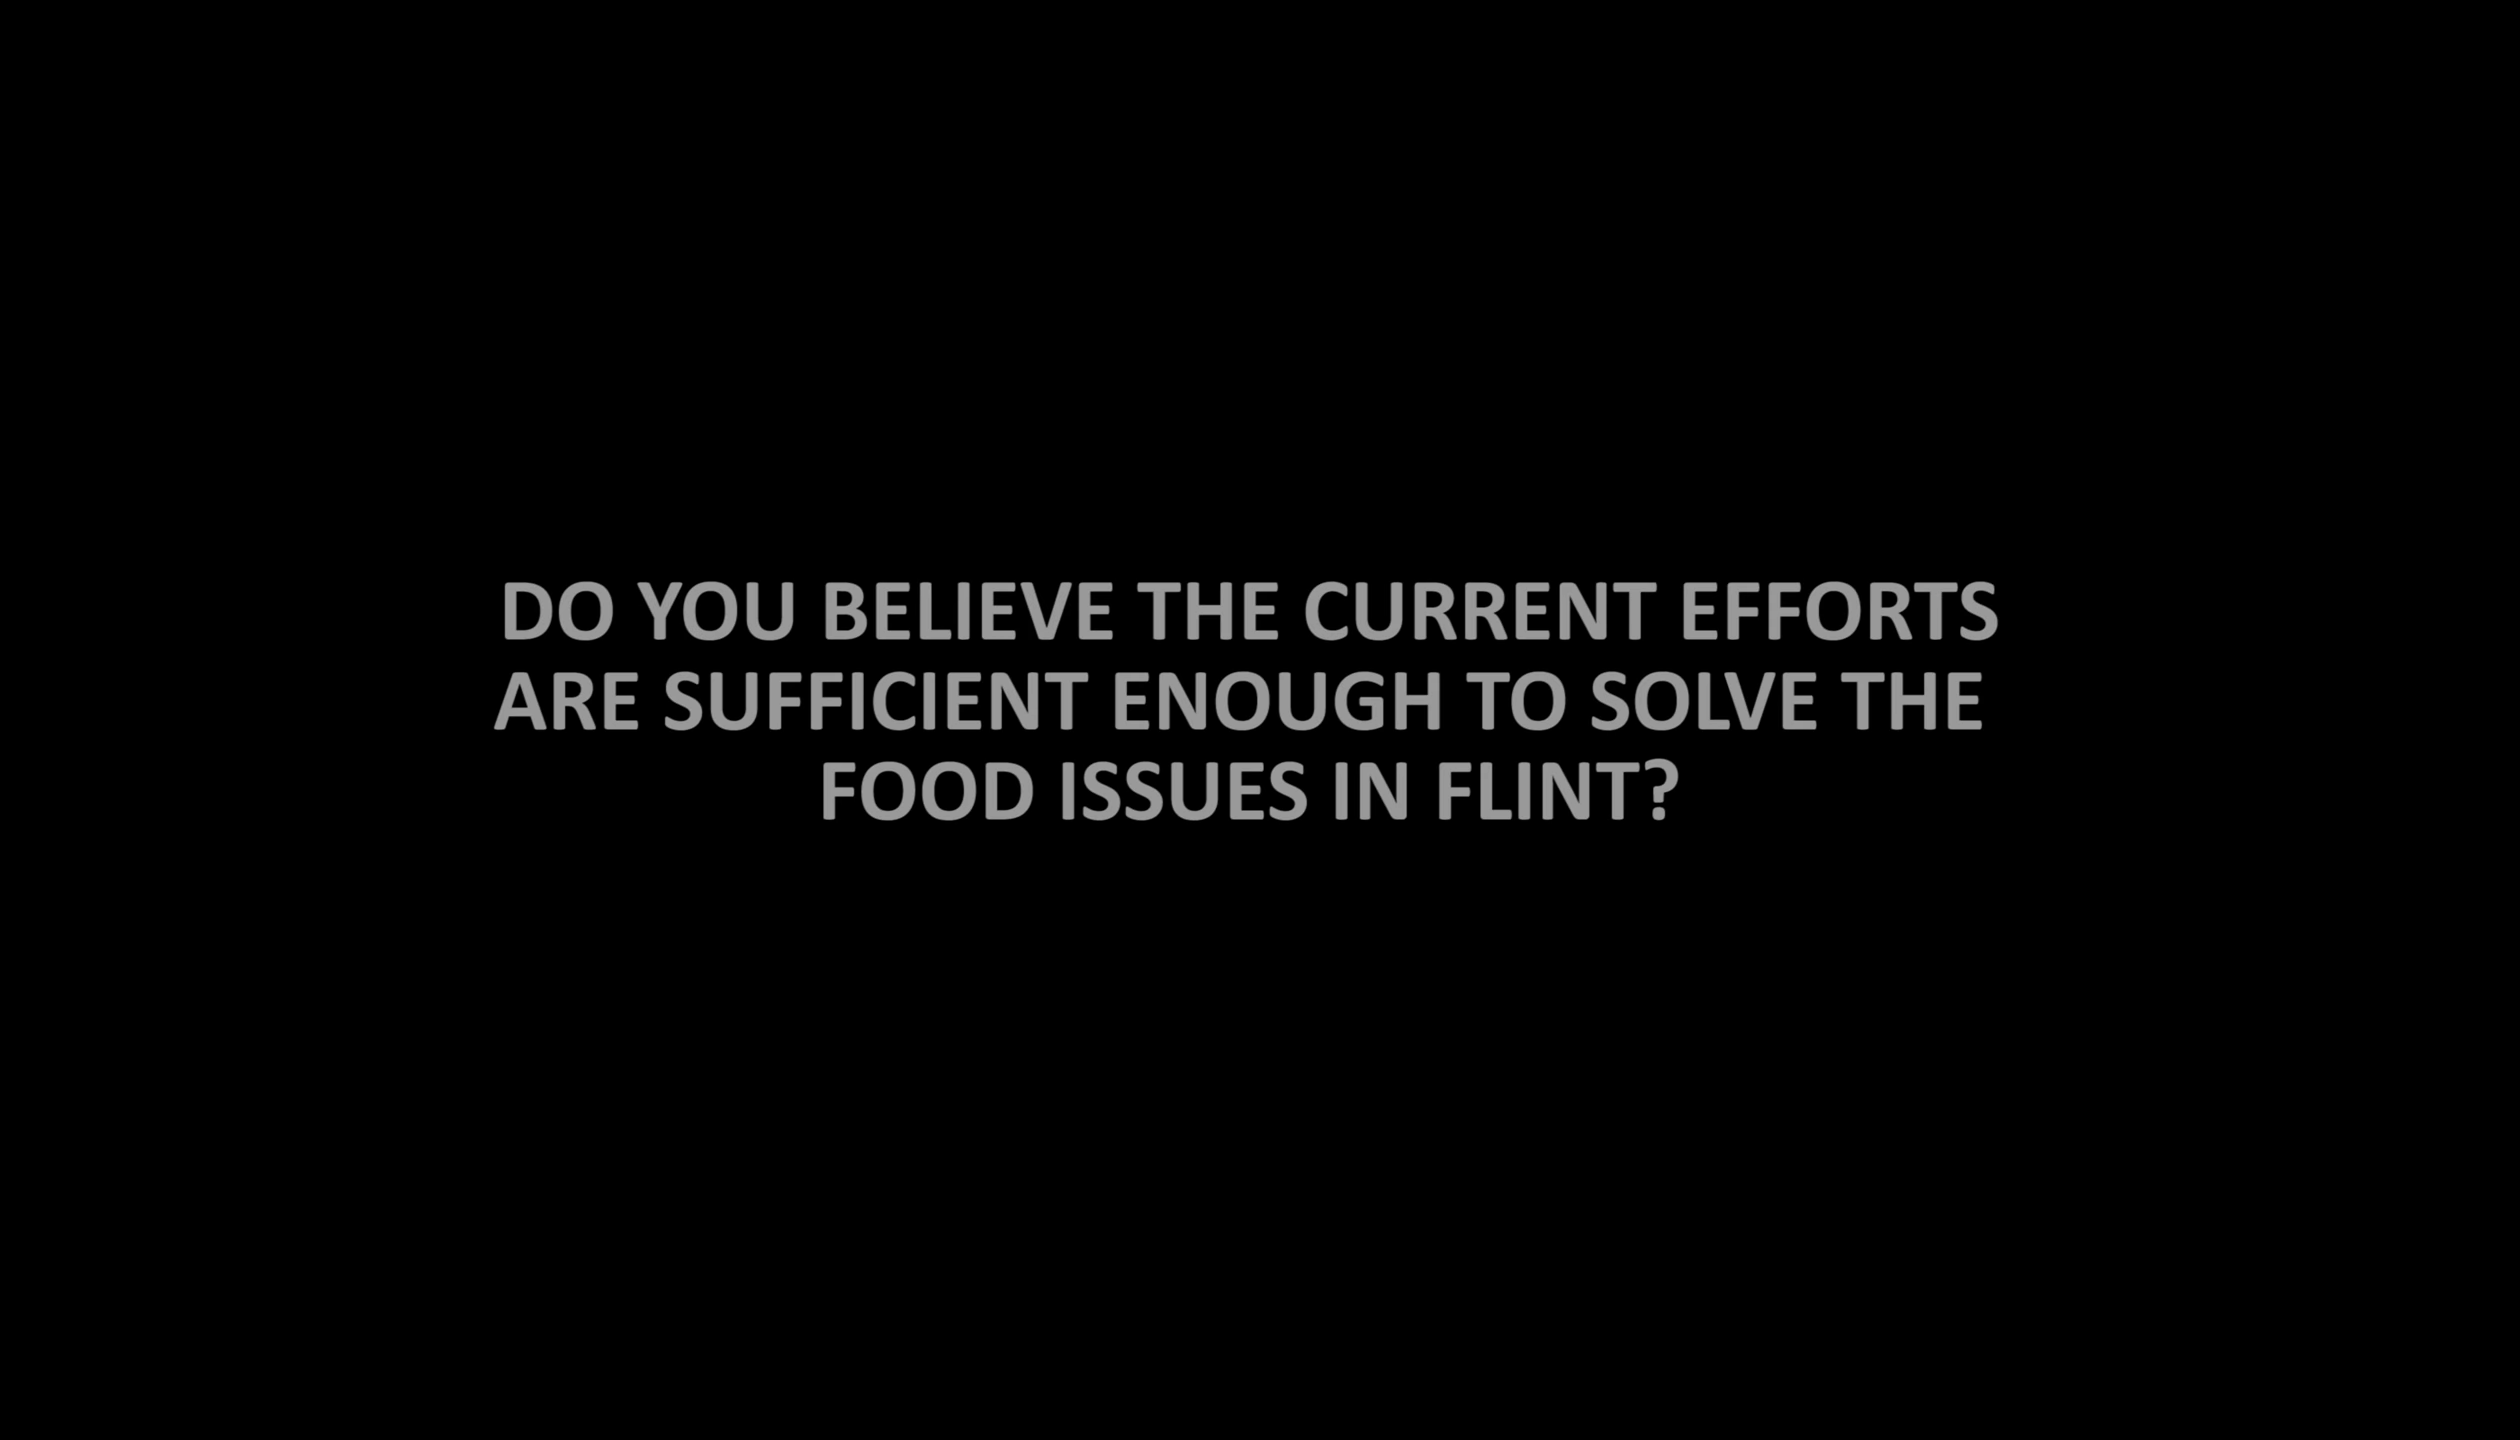 DO YOU BELIEVE THE CURRENT EFFORTS
ARE SUFFICIENT ENOUGH TO SOLVE THE
FOOD ISSUES IN FLINT?